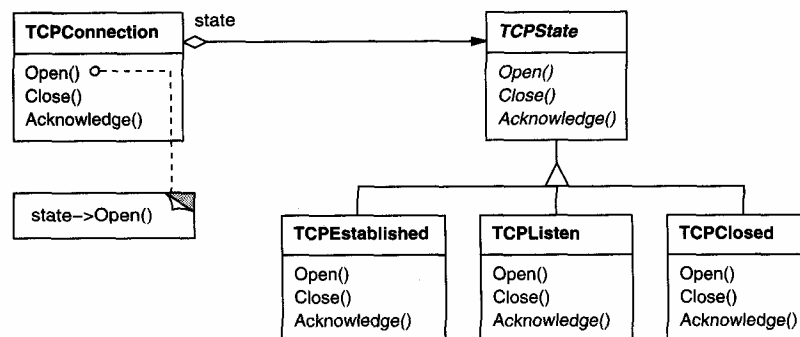 TCPConnection
Open()
Close()
Acknowledge()
state
TCPState
Open()
Close()
Acknowledge()
state->Open()
TCPEstablished
Open()
Close()
Acknowledge()
TCPListen
Open()
Close()
Acknowledge()
TCPClosed
Open()
Close()
Acknowledge()